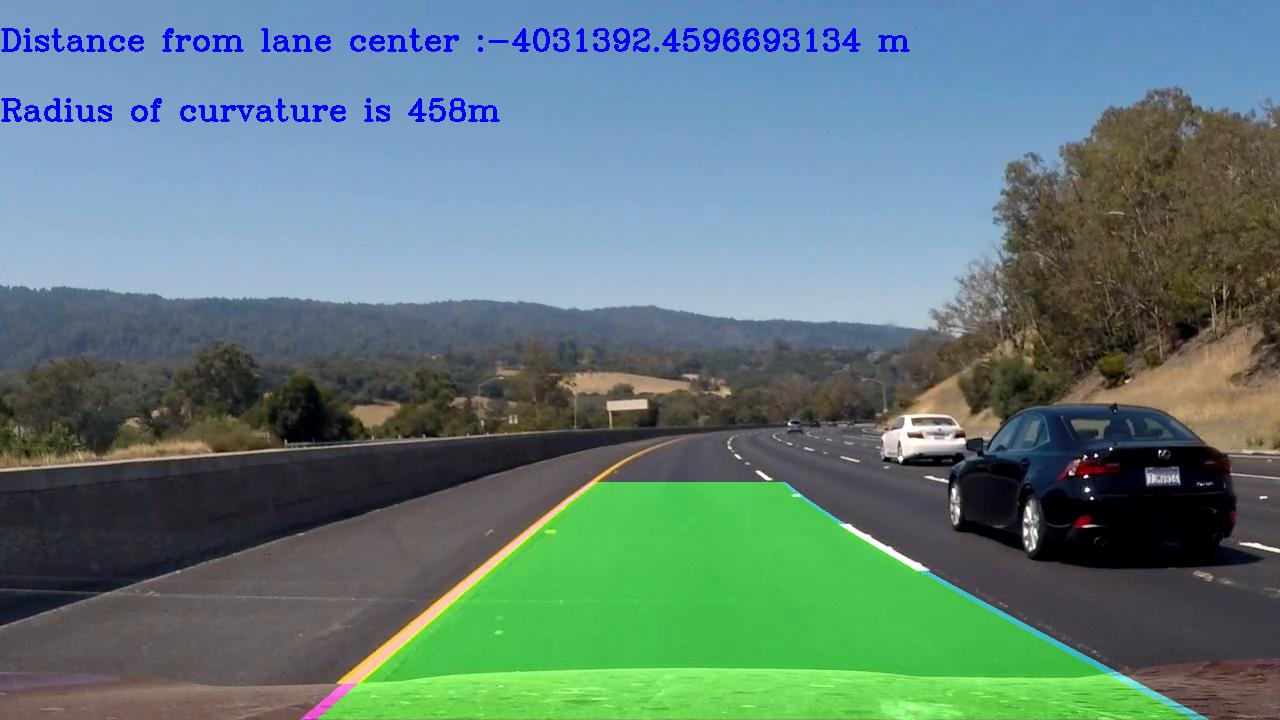 Distance from lane center :-4031392.4596693134 m
Radius of curvature is 458m